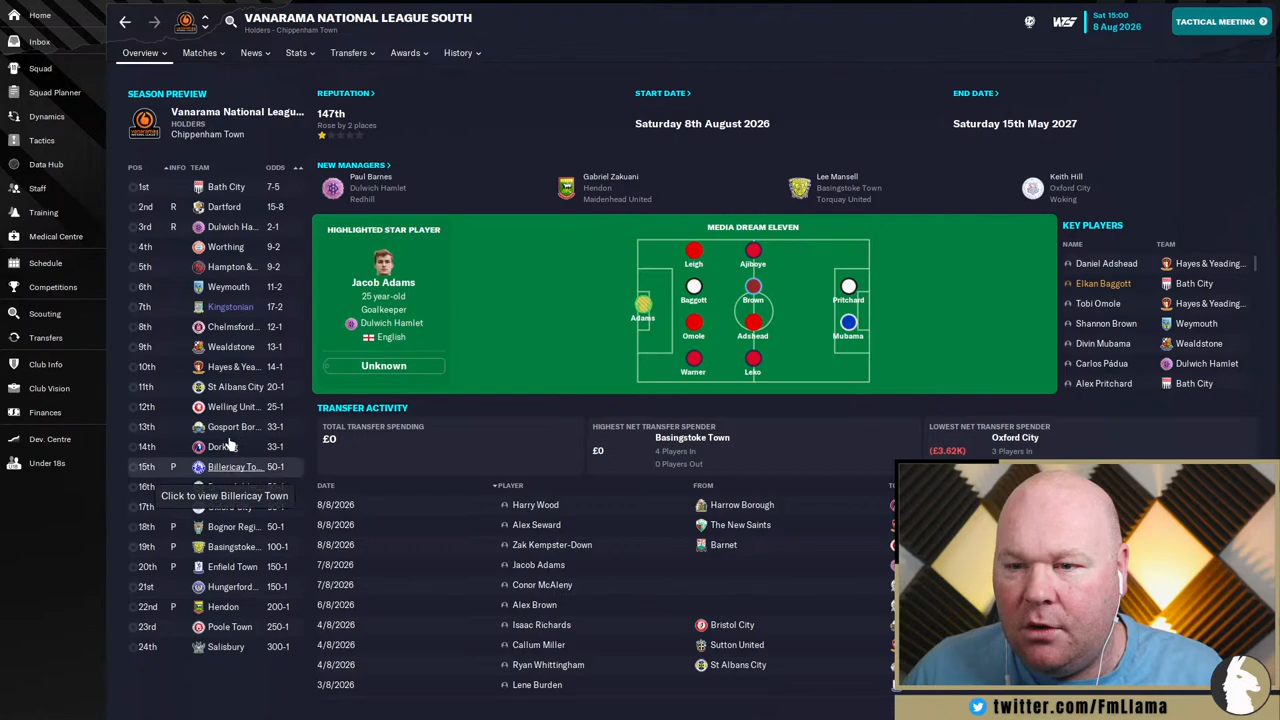 Home
Inbox
Squad
Squad Planner
Dynamics
Tactics
Data Hub
Staff
Training
Medical Centre
Schedule
Competitions
Scouting
Transfers
Club Info
Club Vision
Finances
Dev. Centre
Under 18s
VANARAMA NATIONAL LEAGUE SOUTH
Holders - Chippenham Town
Sat 15:00
8 Aug 2026
TACTICAL MEETING
Overview
Matches
News
Stats
Transfers
Awards
History
SEASON PREVIEW
Vanarama National Leagu...
HOLDERS
Chippenham Town
POS INFO TEAM ODDS
1st Bath City 7-5
2nd R Dartford 15-8
3rd R Dulwich Ha... 2-1
4th Worthing 9-2
5th Hampton &... 9-2
6th Weymouth 11-2
7th Kingstonian 17-2
8th Chelmsford... 12-1
9th Wealdstone 13-1
10th Hayes & Yea... 14-1
11th St Albans City 20-1
12th Welling Unit... 25-1
13th Gosport Bor... 33-1
14th Dorki 33-1
15th P Billericay To... 50-1
16th
Click to view Billericay Town
17th
18th P Bognor Regi... 50-1
19th P Basingstoke... 100-1
20th P Enfield Town 150-1
21st Hungerford... 150-1
22nd P Hendon 200-1
23rd Poole Town 250-1
24th Salisbury 300-1
REPUTATION
147th
Rose by 2 places
START DATE
Saturday 8th August 2026
END DATE
Saturday 15th May 2027
NEW MANAGERS
Paul Barnes
Dulwich Hamlet
Redhill
Gabriel Zakuani
Hendon
Maidenhead United
Lee Mansell
Basingstoke Town
Torquay United
Keith Hill
Oxford City
Woking
HIGHLIGHTED STAR PLAYER
Jacob Adams
25 year-old
Goalkeeper
Dulwich Hamlet
English
Unknown
MEDIA DREAM ELEVEN
Leigh
Ajiboye
Baggott
Brown
Pritchard
Adams
Omole
Adshead
Mubama
Warner
Leko
KEY PLAYERS
NAME TEAM
Daniel Adshead Hayes & Yeading...
Elkan Baggott Bath City
Tobi Omole Hayes & Yeading...
Shannon Brown Weymouth
Divin Mubama Wealdstone
Carlos Pádua Dulwich Hamlet
Alex Pritchard Bath City
TRANSFER ACTIVITY
TOTAL TRANSFER SPENDING
£0
HIGHEST NET TRANSFER SPENDER
£0
Basingstoke Town
4 Players In
0 Players Out
LOWEST NET TRANSFER SPENDER
(£3.62K)
Oxford City
3 Players In
DATE PLAYER FROM
8/8/2026 Harry Wood Harrow Borough
8/8/2026 Alex Seward The New Saints
8/8/2026 Zak Kempster-Down Barnet
7/8/2026 Jacob Adams
7/8/2026 Conor McAleny
6/8/2026 Alex Brown
4/8/2026 Isaac Richards Bristol City
4/8/2026 Callum Miller Sutton United
4/8/2026 Ryan Whittingham St Albans City
3/8/2026 Lene Burden
twitter.com/FmLlama